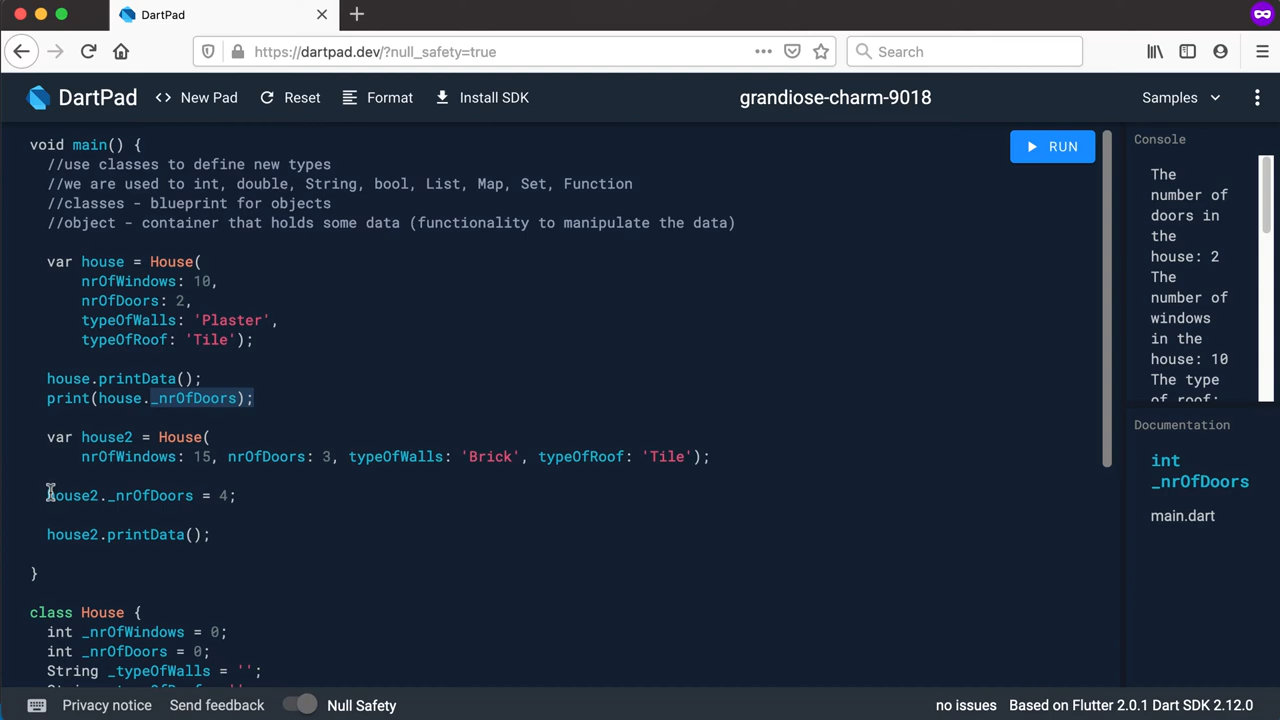 DartPad
https://dartpad.dev/?null_safety=true
Search
DartPad
New Pad
Reset
Format
Install SDK
grandiose-charm-9018
Samples
void main() {
//use classes to define new types
//we are used to int, double, String, bool, List, Map, Set, Function
//classes - blueprint for objects
//object - container that holds some data (functionality to manipulate the data)
var house = House(
nrOfWindows: 10,
nrOfDoors: 2,
typeOfWalls: 'Plaster',
typeOfRoof: 'Tile');
house.printData();
print(house._nrOfDoors);
var house2 = House(
nrOfWindows: 15, nrOfDoors: 3, typeOfWalls: 'Brick', typeOfRoof: 'Tile');
house2._nrOfDoors = 4;
house2.printData();
}
class House {
int _nrOfWindows = 0;
int _nrOfDoors = 0;
String _typeOfWalls = '';
RUN
Console
The
number of
doors in
the
house: 2
The
number of
windows
in the
house: 10
The type
of roof:
Documentation
int
_nrOfDoors
main.dart
Privacy notice
Send feedback
Null Safety
no issues
Based on Flutter 2.0.1 Dart SDK 2.12.0